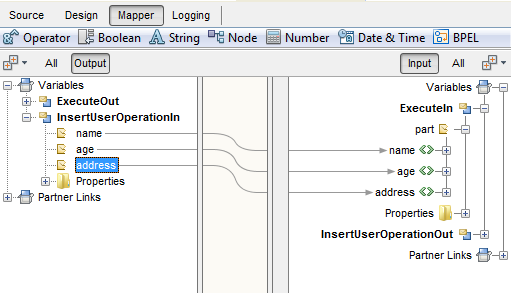 Source Design Mapper Logging
Operator Boolean String Node Number Date & Time BPEL
All Output Input All
Variables
ExecuteOut
InsertUserOperationIn
name
age
address
Properties
Partner Links
Variables
ExecuteIn
part
name
age
address
Properties
InsertUserOperationOut
Partner Links